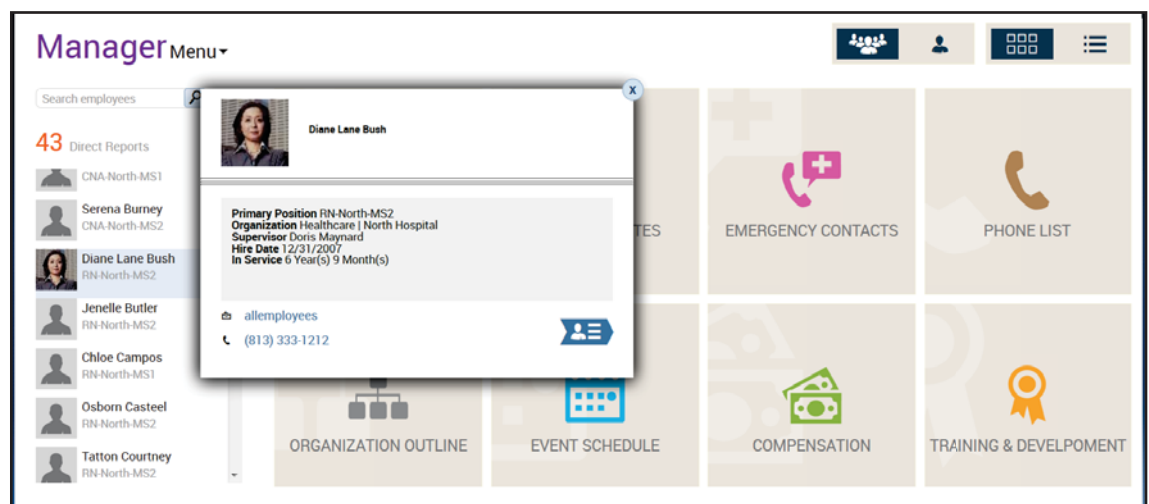 Manager Menu
Search employees
43 Direct Reports
CNA-North-MS1
Serena Burney
CNA-North-MS2
Diane Lane Bush
RN-North-MS2
Jenelle Butler
RN-North-MS2
Chloe Campos
RN-North-MS1
Osborn Casteel
RN-North-MS2
Tatton Courtney
RN-North-MS2
x
Diane Lane Bush
Primary Position RN-North-MS2
Organization Healthcare | North Hospital
Supervisor Doris Maynard
Hire Date 12/31/2007
In Service 6 Year(s) 9 Month(s)
allemployees
(813) 333-1212
TES
EMERGENCY CONTACTS
PHONE LIST
ORGANIZATION OUTLINE
EVENT SCHEDULE
COMPENSATION
TRAINING & DEVELPOMENT